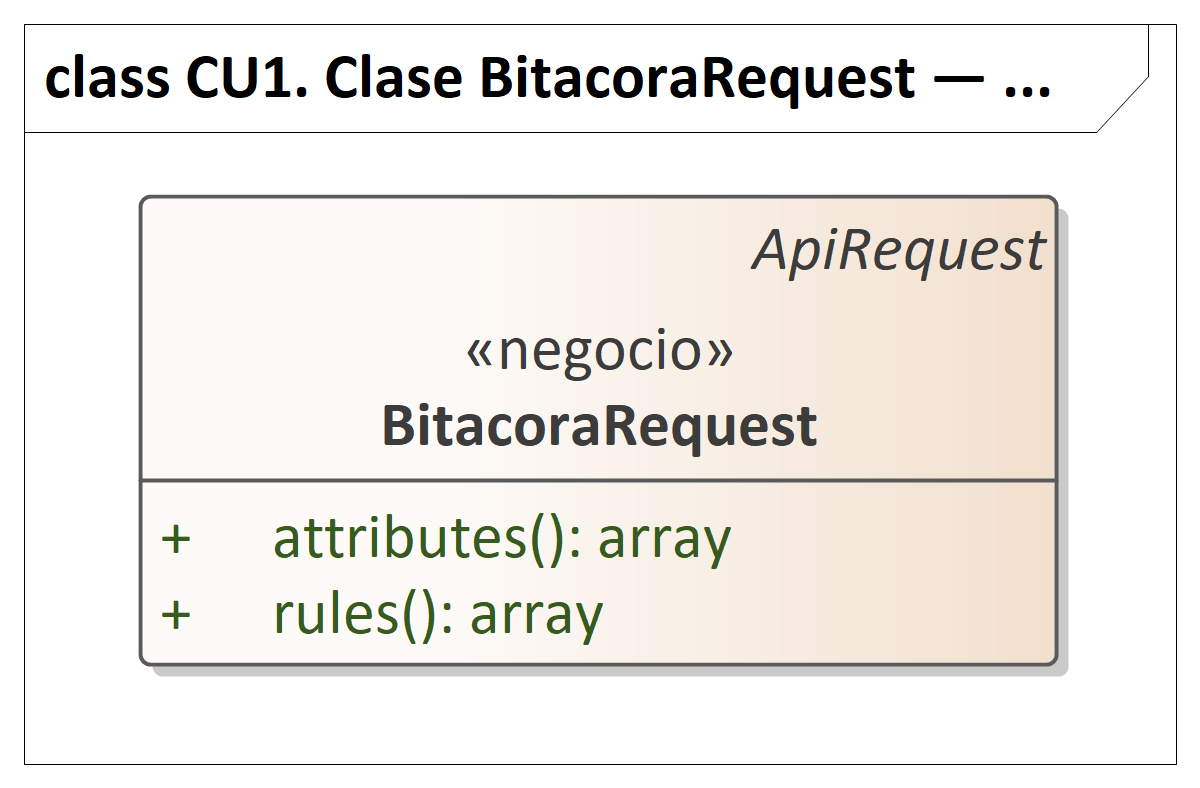 class CU1. Clase BitacoraRequest — ...
ApiRequest
«negocio»
BitacoraRequest
+ attributes(): array
+ rules(): array